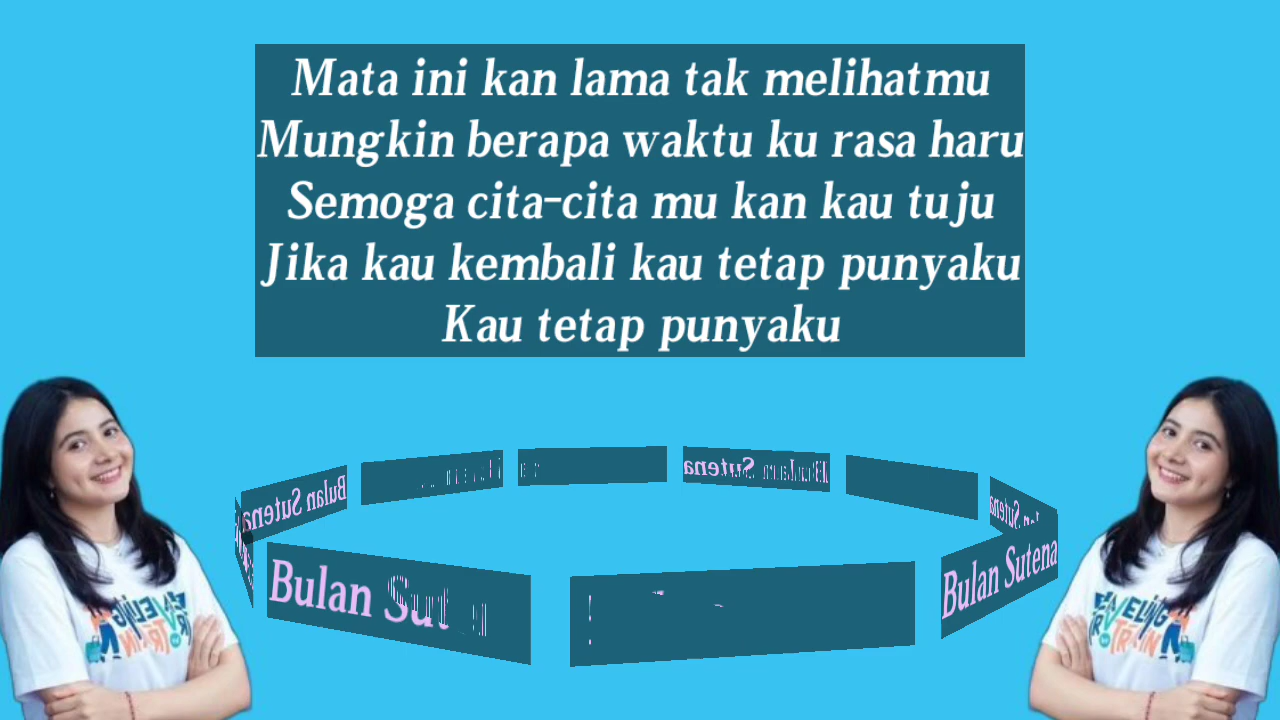 Mata ini kan lama tak melihatmu
Mungkin berapa waktu ku rasa haru
Semoga cita-cita mu kan kau tuju
Jika kau kembali kau tetap punyaku
Kau tetap punyaku
Bulan Sutena
Bulan Sutena
Bulan
Bulan Sutena